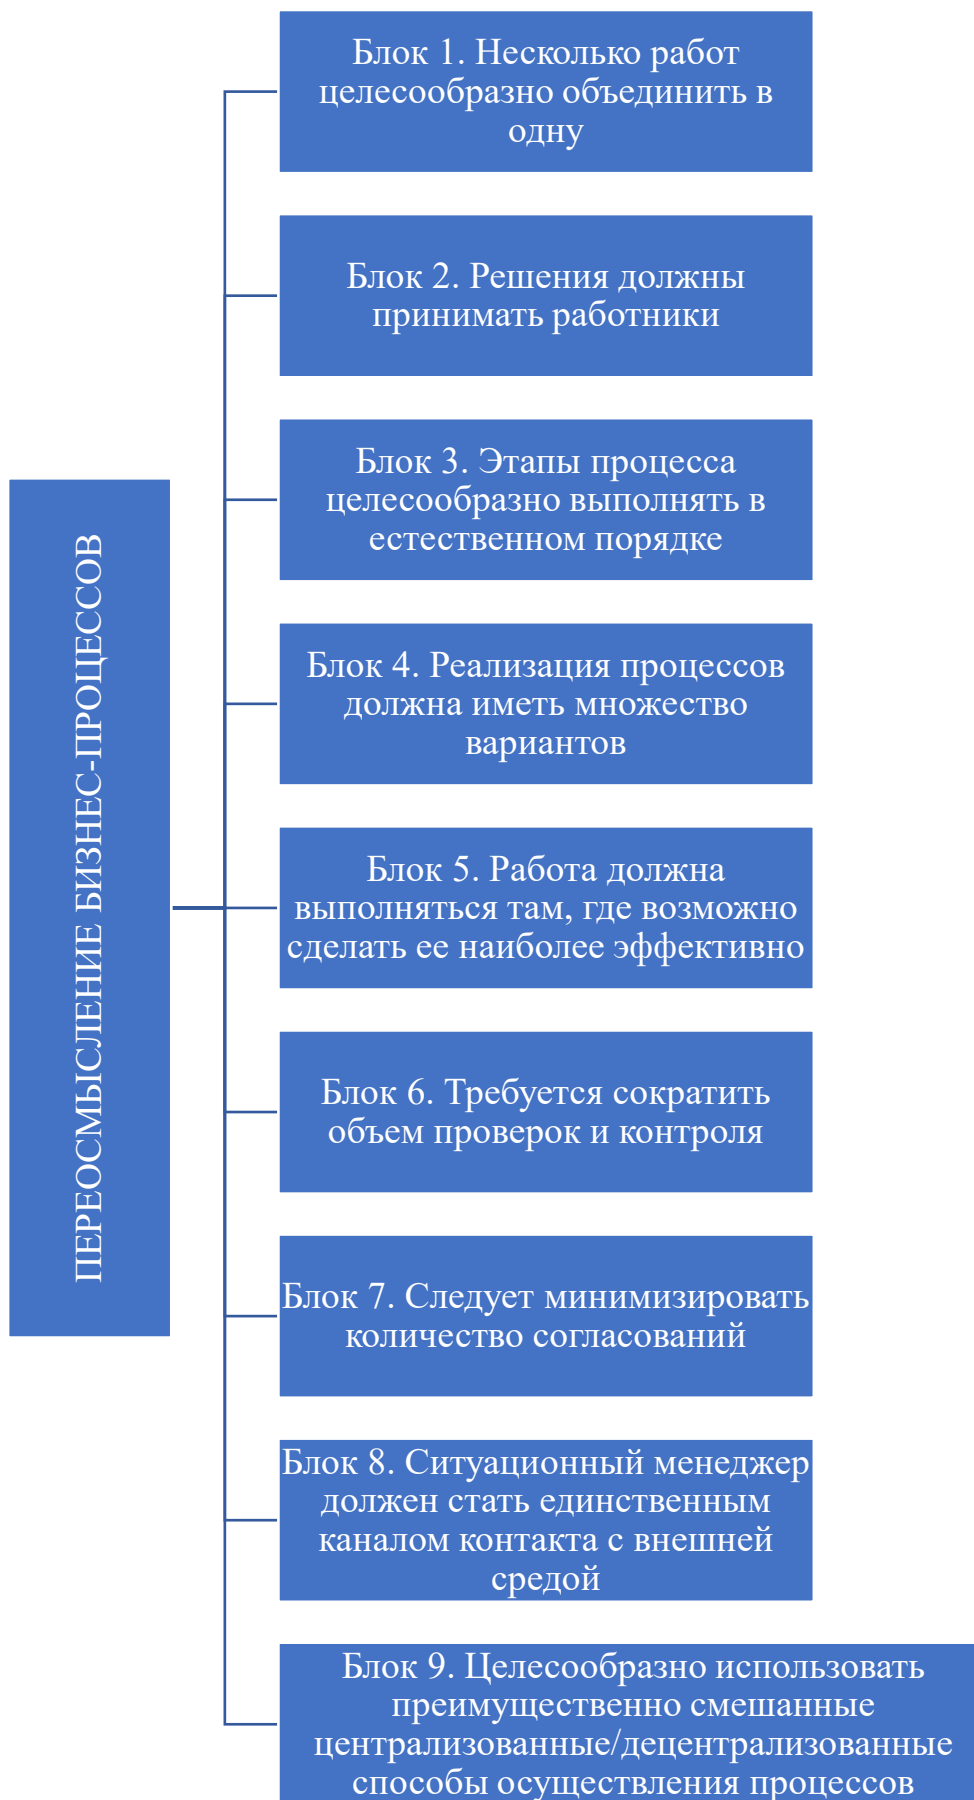 ПЕРЕОСМЫСЛЕНИЕ БИЗНЕС-ПРОЦЕССОВ
Блок 1. Несколько работ
целесообразно объединить в
одну
Блок 2. Решения должны
принимать работники
Блок 3. Этапы процесса
целесообразно выполнять в
естественном порядке
Блок 4. Реализация процессов
должна иметь множество
вариантов
Блок 5. Работа должна
выполняться там, где возможно
сделать ее наиболее эффективно
Блок 6. Требуется сократить
объем проверок и контроля
Блок 7. Следует минимизировать
количество согласований
Блок 8. Ситуационный менеджер
должен стать единственным
каналом контакта с внешней
средой
Блок 9. Целесообразно использовать
преимущественно смешанные
централизованные/децентрализованные
способы осуществления процессов